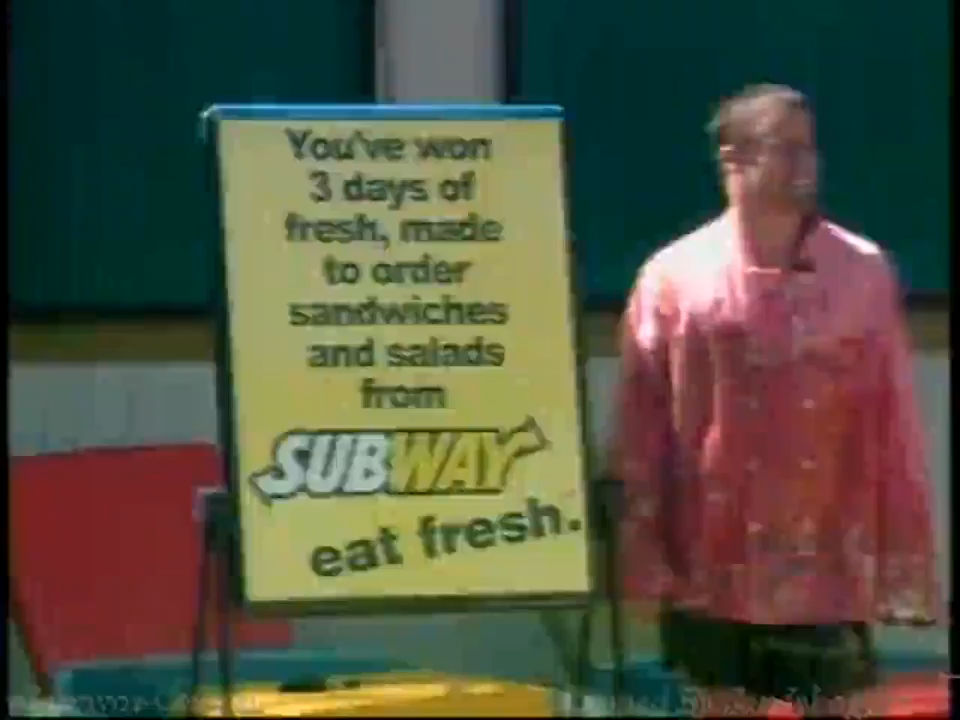 You've won
3 days of
fresh, made
to order
sandwiches
and salads
from
SUBWAY
eat fresh.